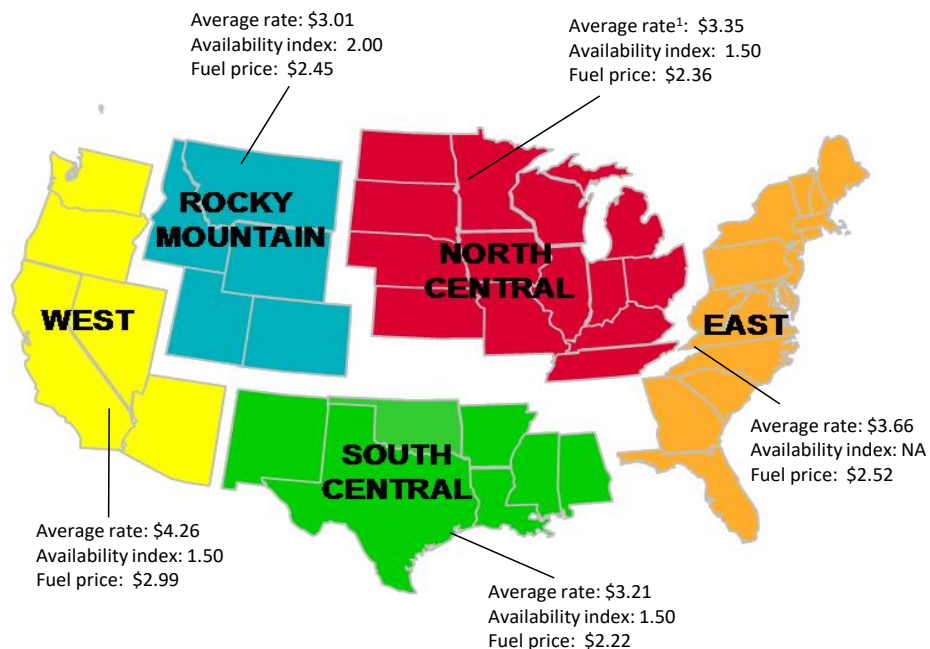 Average rate: $3.01
Availability index: 2.00
Fuel price: $2.45
Average rate¹: $3.35
Availability index: 1.50
Fuel price: $2.36
ROCKY
MOUNTAIN
NORTH
CENTRAL
WEST
EAST
SOUTH
CENTRAL
Average rate: $3.66
Availability index: NA
Fuel price: $2.52
Average rate: $4.26
Availability index: 1.50
Fuel price: $2.99
Average rate: $3.21
Availability index: 1.50
Fuel price: $2.22